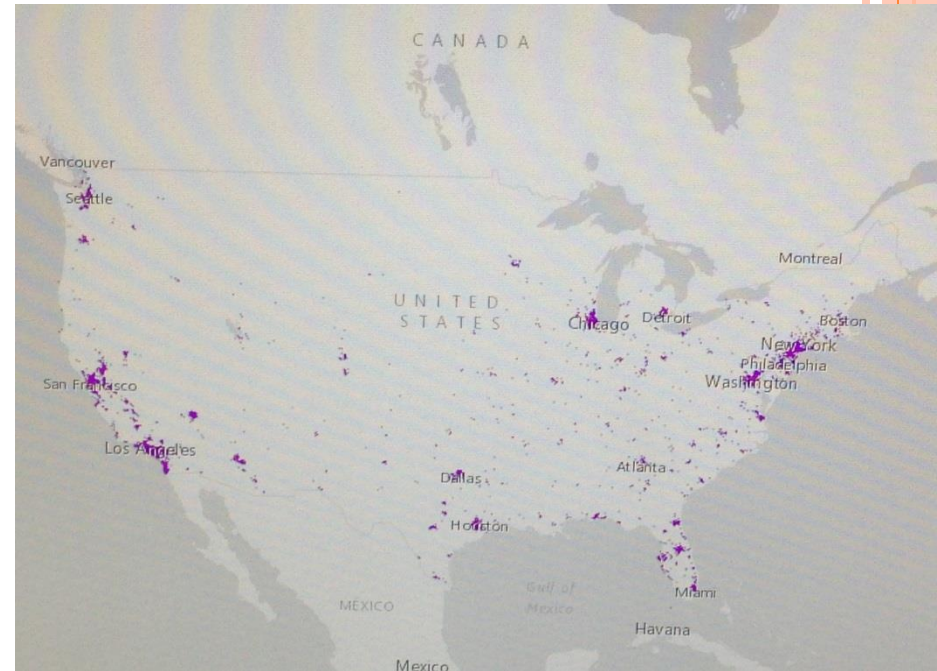 CANADA
Vancouver
Seattle
Montreal
UNITED
STATES
Chicago
Detroit
Boston
New York
Philadelphia
Washington
San Francisco
Los Angeles
Atlanta
Dallas
Houston
Gulf of
Mexico
Miami
MÉXICO
Havana
Mexico